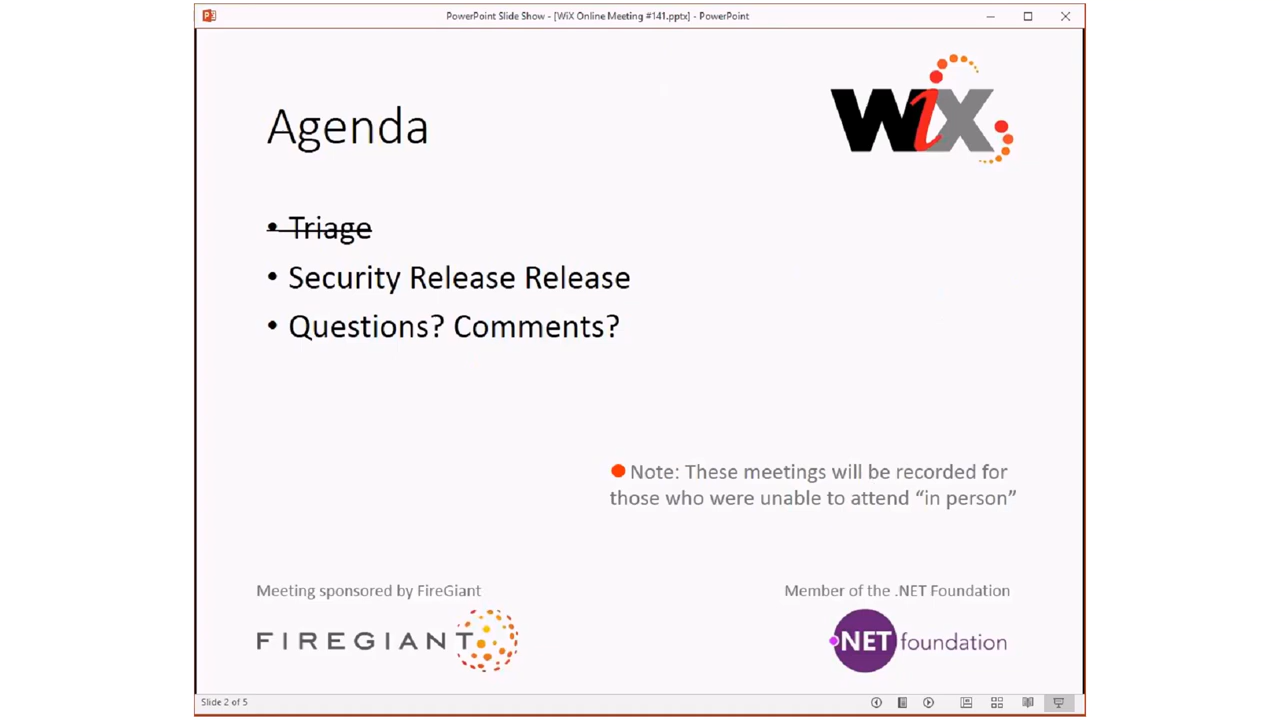 PowerPoint Slide Show - [WiX Online Meeting #141.pptx] - PowerPoint
WiX
Agenda
• Triage
• Security Release Release
• Questions? Comments?
Note: These meetings will be recorded for
those who were unable to attend “in person”
Meeting sponsored by FireGiant
Member of the .NET Foundation
FIREGIANT
.NET foundation
Slide 2 of 5